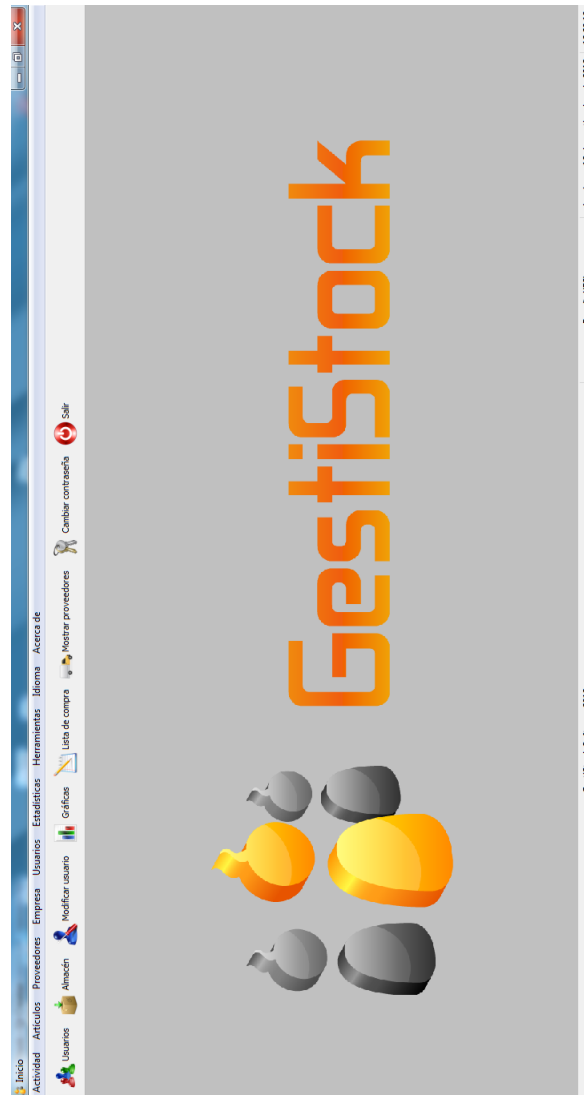 Inicio
Actividad Artículos Proveedores Empresa Usuarios Estadísticas Herramientas Idioma Acerca de
Usuarios Almacén Modificar usuario Gráficas Lista de compra Mostrar proveedores Cambiar contraseña Salir
GestiStock